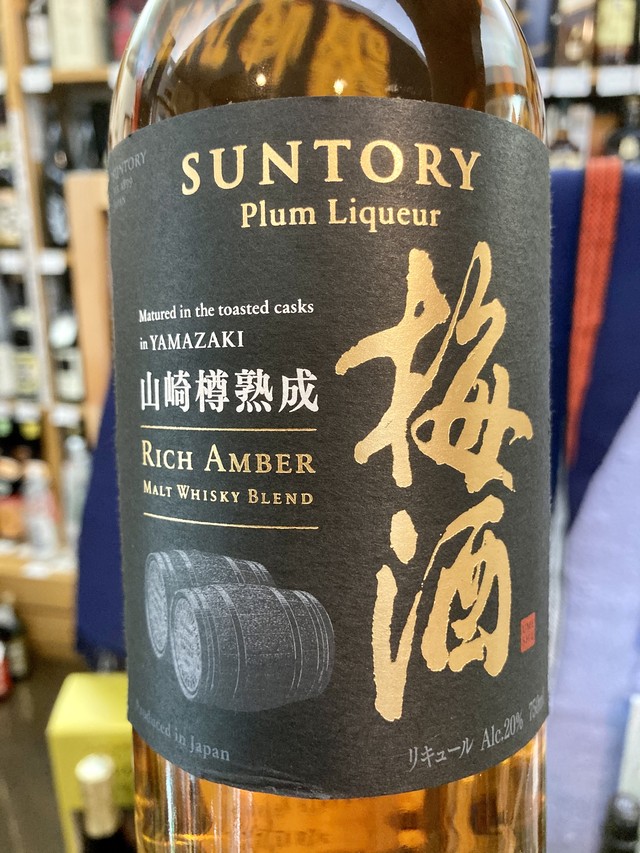 SUNTORY
Plum Liqueur
梅酒
Matured in the toasted casks
in YAMAZAKI
山崎樽熟成
RICH AMBER
MALT WHISKY BLEND
Produced in Japan
リキュール Alc.20% 750ml
SUNTORY